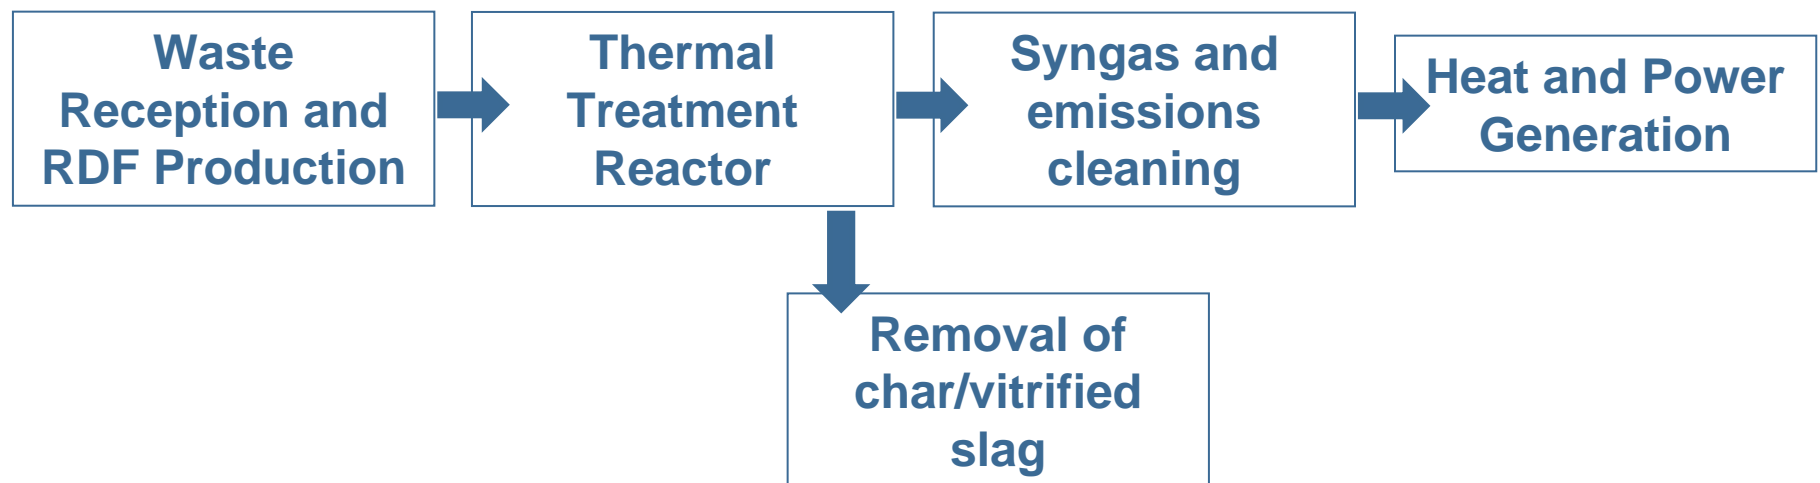 Waste
Reception and
RDF Production
Thermal
Treatment
Reactor
Syngas and
emissions
cleaning
Heat and Power
Generation
Removal of
char/vitrified
slag